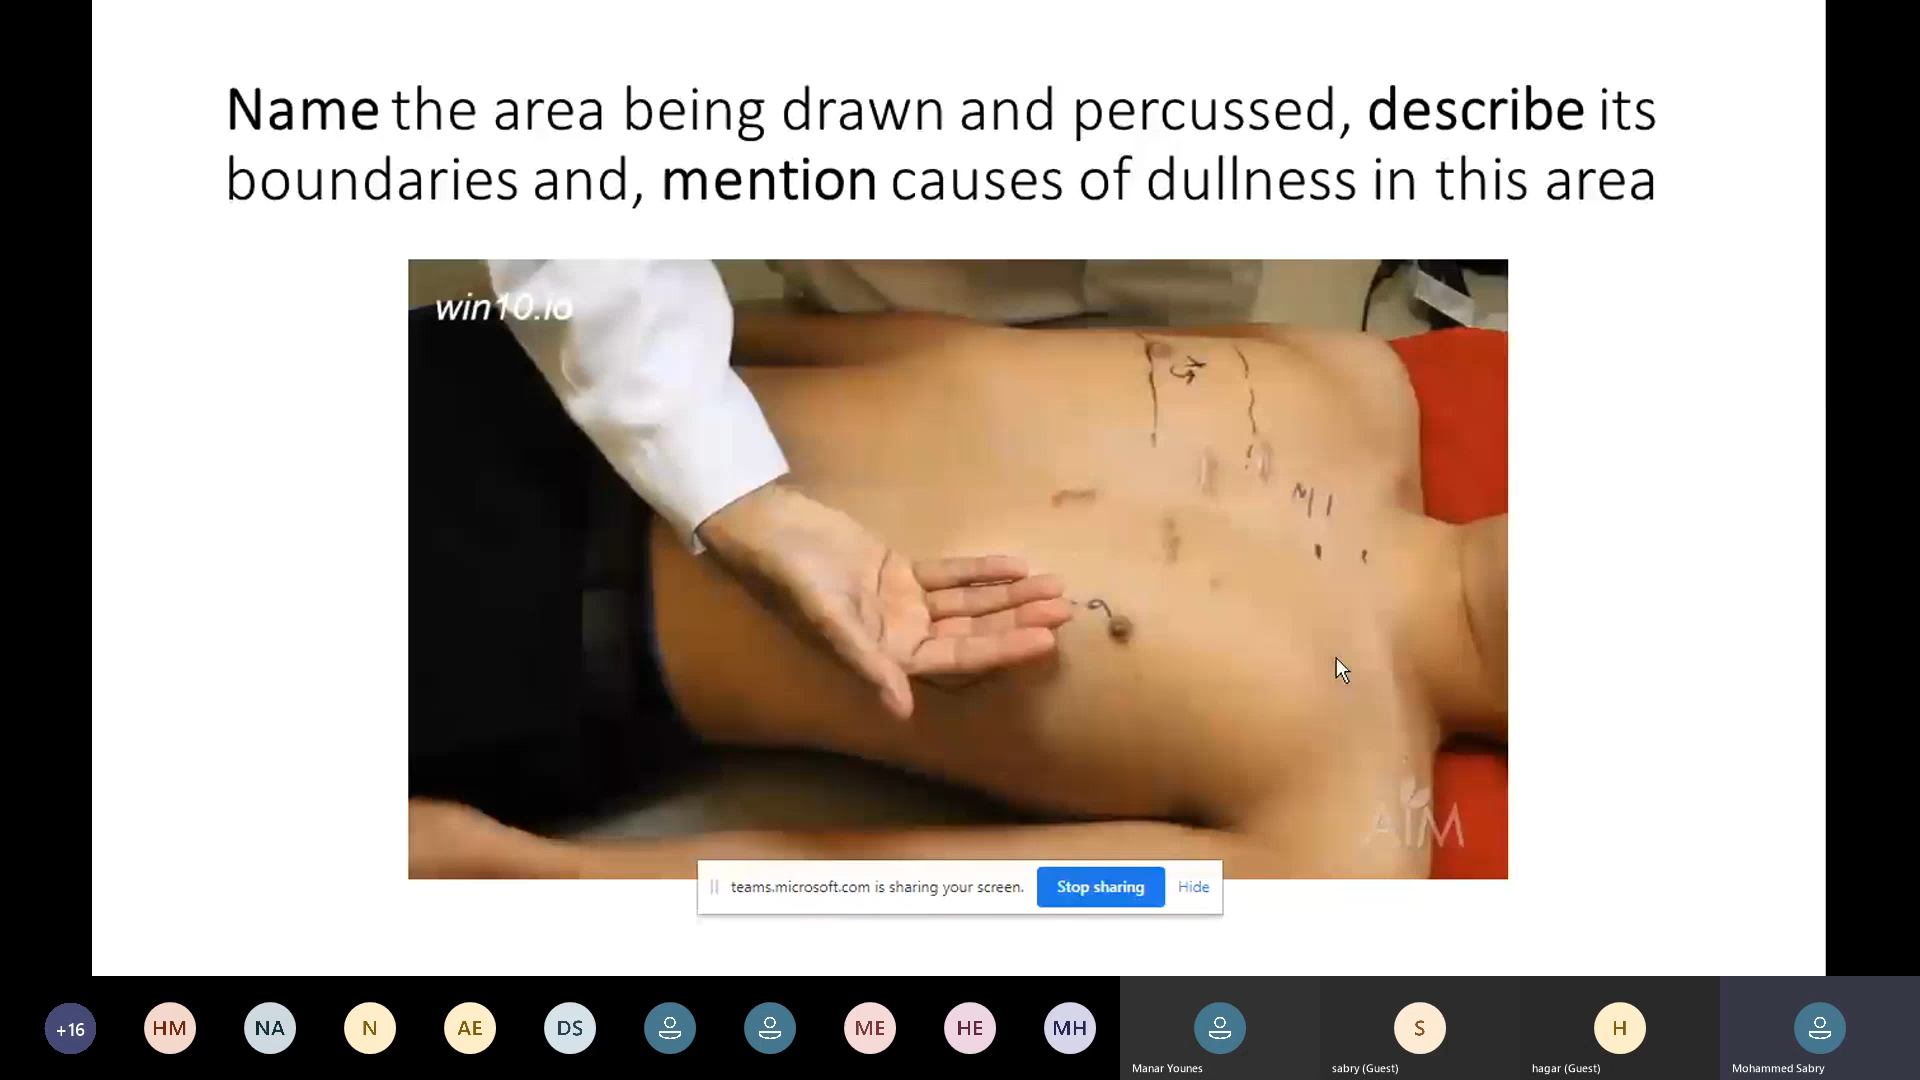 Name the area being drawn and percussed, describe its
boundaries and, mention causes of dullness in this area
win10.io
AIM
teams.microsoft.com is sharing your screen.
Stop sharing
Hide
+16
HM
NA
N
AE
DS
ME
HE
MH
S
H
Manar Younes
sabry (Guest)
hagar (Guest)
Mohammed Sabry